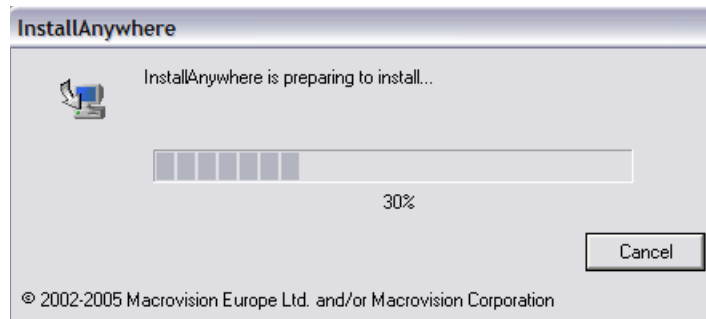 InstallAnywhere
InstallAnywhere is preparing to install...
30%
Cancel
© 2002-2005 Macrovision Europe Ltd. and/or Macrovision Corporation